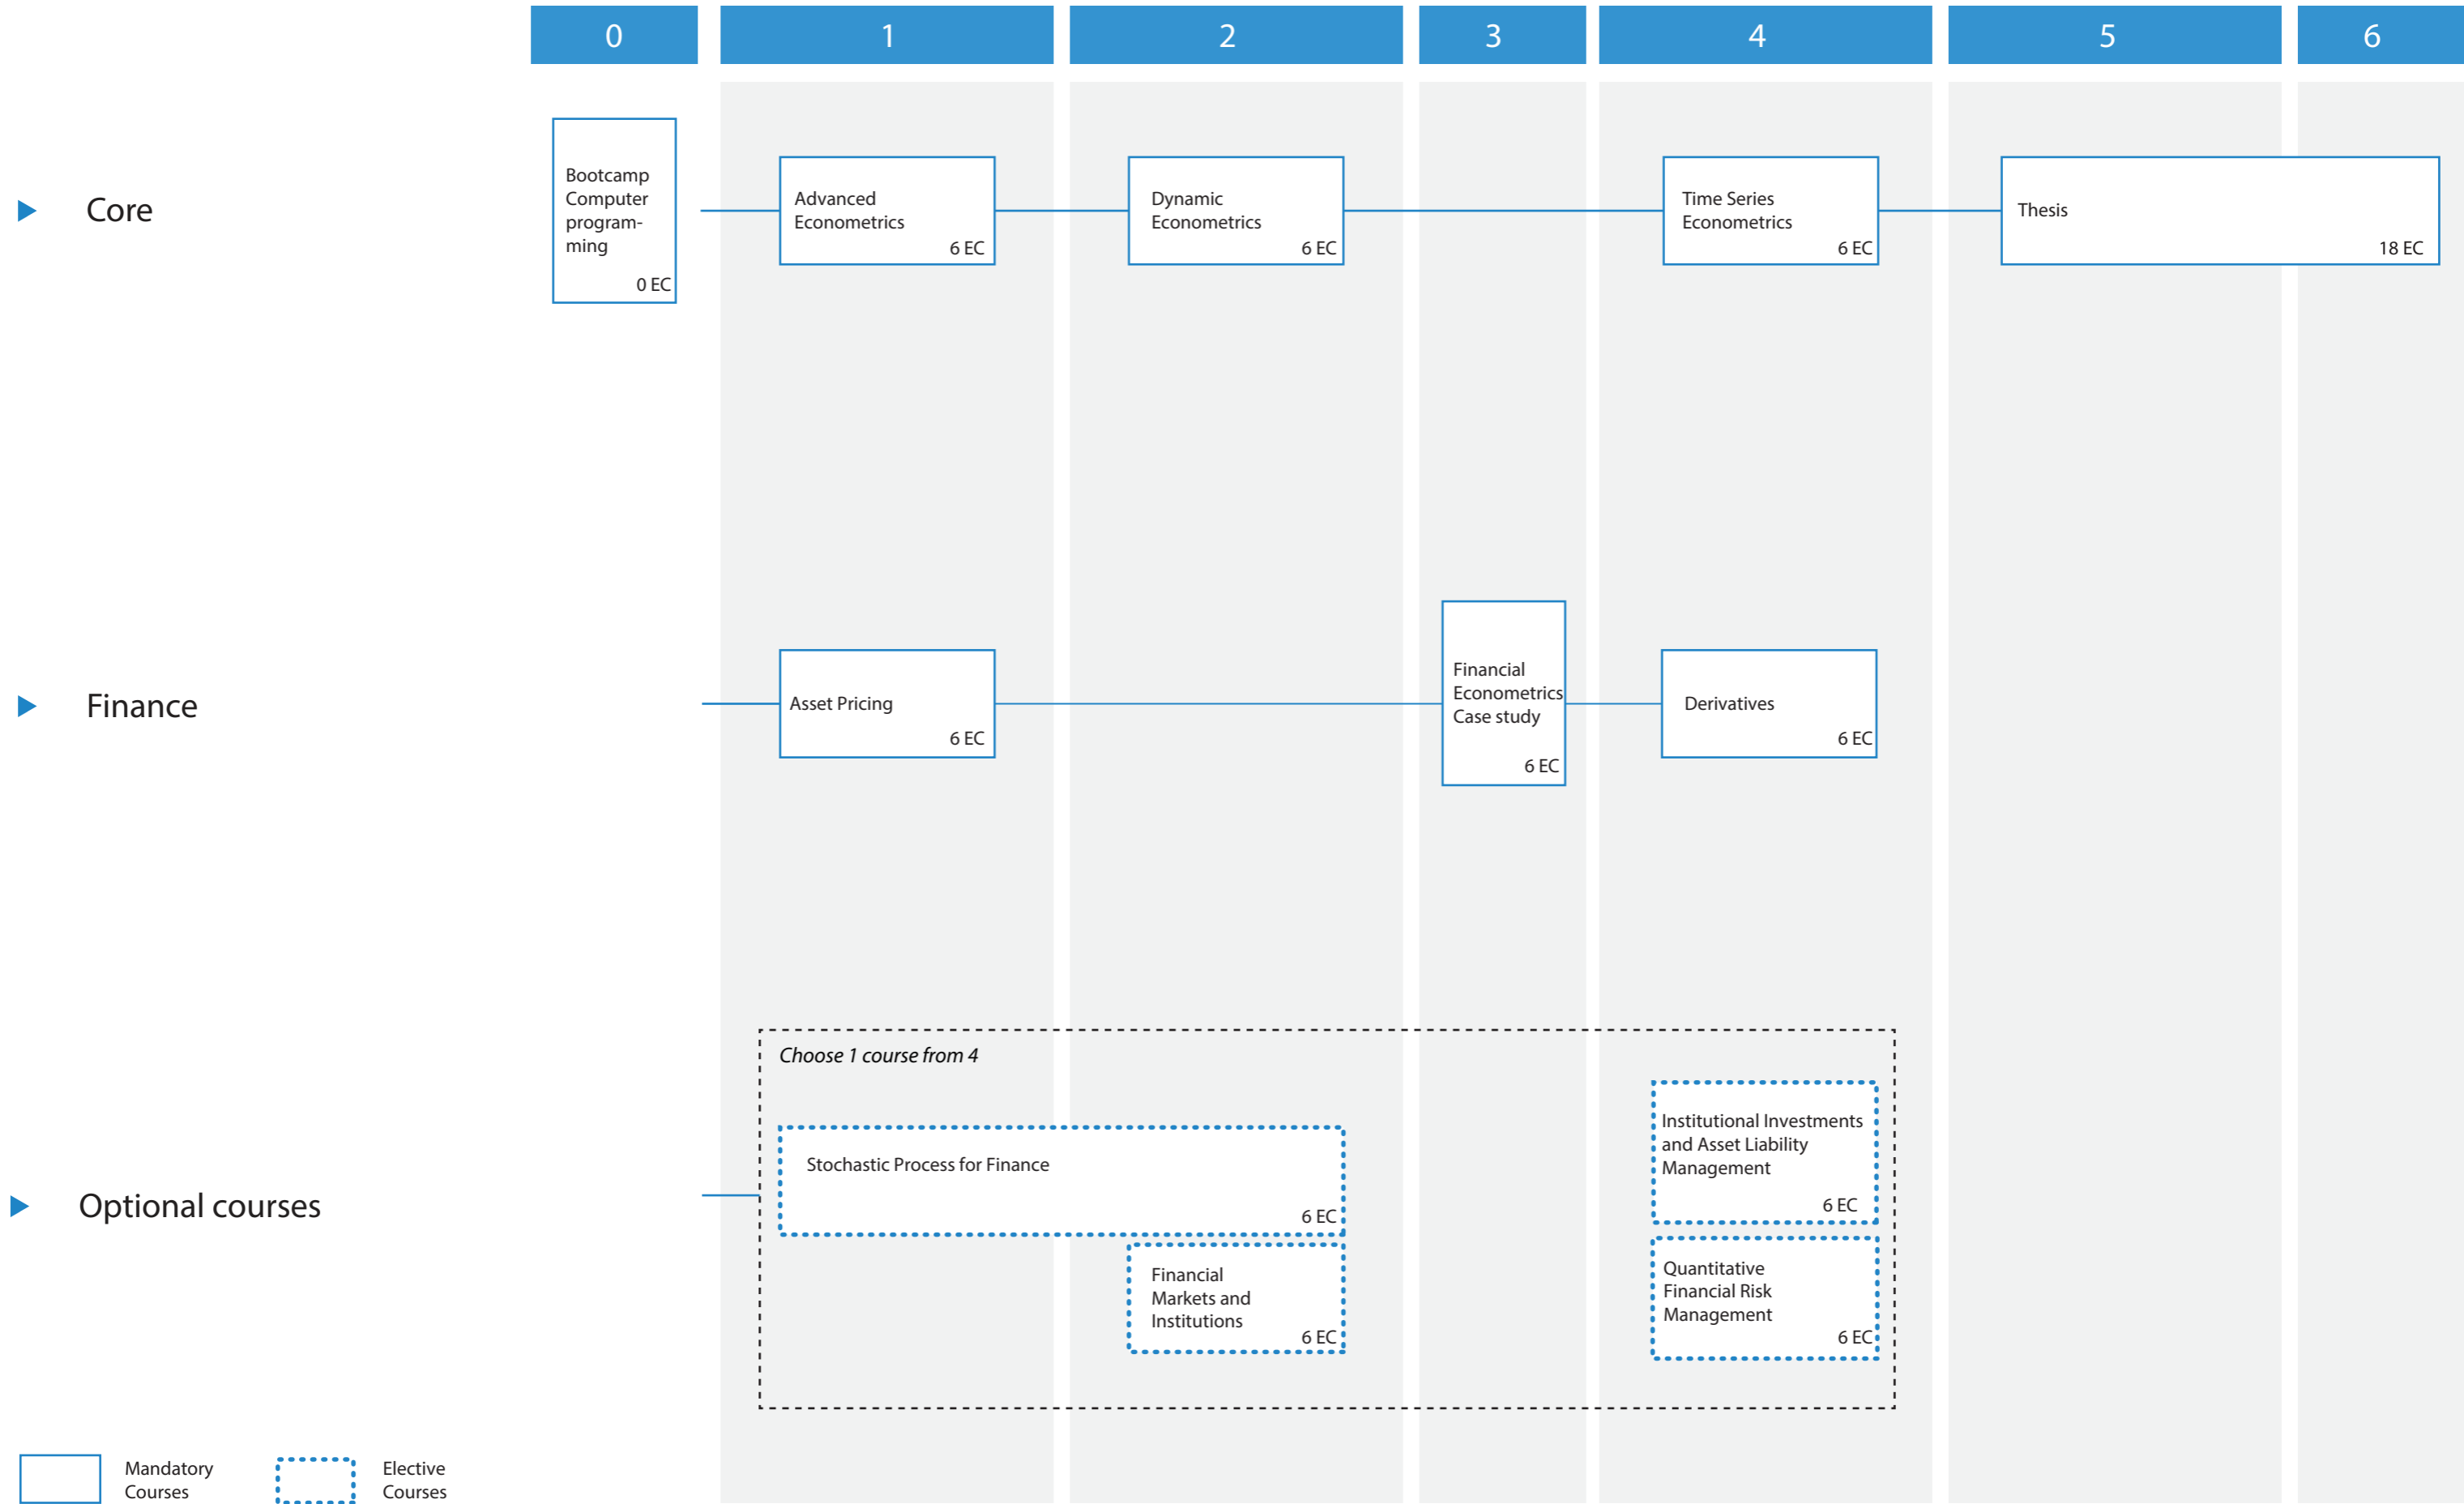 0
1
2
3
4
5
6
Core
Bootcamp
Computer
program-
ming
0 EC
Advanced
Econometrics
6 EC
Dynamic
Econometrics
6 EC
Time Series
Econometrics
6 EC
Thesis
18 EC
Finance
Asset Pricing
6 EC
Financial
Econometrics
Case study
6 EC
Derivatives
6 EC
Optional courses
Choose 1 course from 4
Stochastic Process for Finance
6 EC
Financial
Markets and
Institutions
6 EC
Institutional Investments
and Asset Liability
Management
6 EC
Quantitative
Financial Risk
Management
6 EC
Mandatory
Courses
Elective
Courses